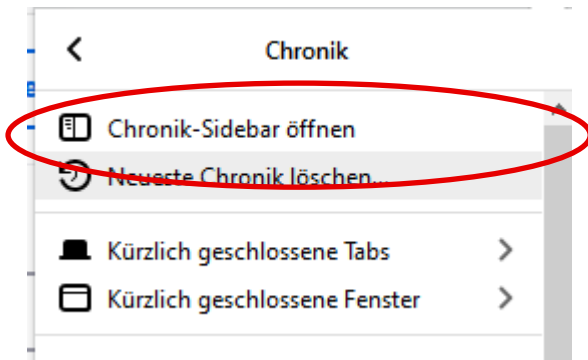 Chronik
Chronik-Sidebar öffnen
Neueste Chronik löschen...
Kürzlich geschlossene Tabs
Kürzlich geschlossene Fenster